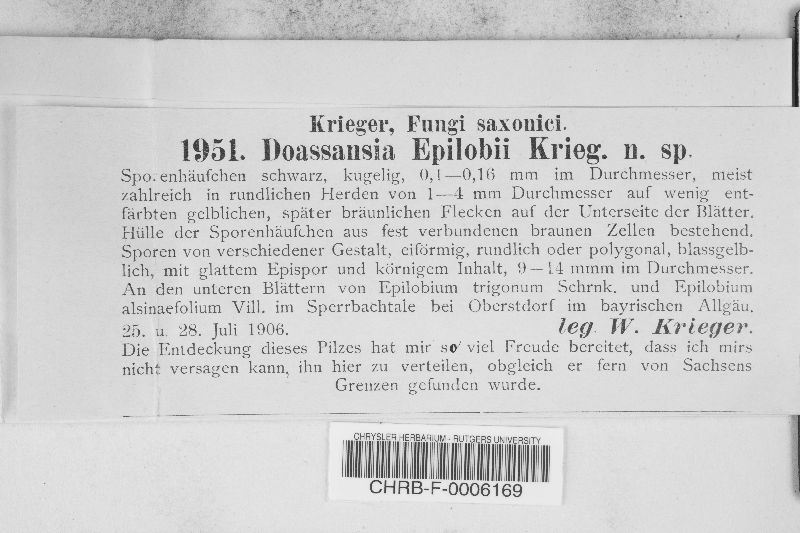 Krieger, Fungi saxonici.
1951. Doassansia Epilobii Krieg. n. sp.
Sporenhäufchen schwarz, kugelig, 0,1—0,16 mm im Durchmesser, meist
zahlreich in rundlichen Herden von 1—4 mm Durchmesser auf wenig ent-
färbten gelblichen, später bräunlichen Flecken auf der Unterseite der Blätter.
Hülle der Sporenhäufchen aus fest verbundenen braunen Zellen bestehend.
Sporen von verschiedener Gestalt, eiförmig, rundlich oder polygonal, blassgelb-
lich, mit glattem Epispor und körnigem Inhalt, 9—14 mmm im Durchmesser.
An den unteren Blättern von Epilobium trigonum Schrnk. und Epilobium
alsinaefolium Vill. im Sperrbachtale bei Oberstdorf im bayrischen Allgäu.
25. u. 28. Juli 1906. leg. W. Krieger.
Die Entdeckung dieses Pilzes hat mir so viel Freude bereitet, dass ich mirs
nicht versagen kann, ihn hier zu verteilen, obgleich er fern von Sachsens
Grenzen gefunden wurde.
CHRYSLER HERBARIUM - RUTGERS UNIVERSITY
CHRB-F-0006169